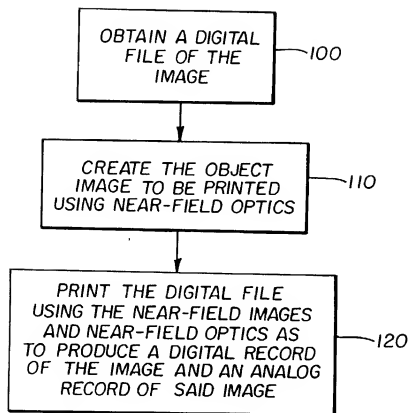 OBTAIN A DIGITAL
FILE OF THE
IMAGE
100
CREATE THE OBJECT
IMAGE TO BE PRINTED
USING NEAR-FIELD OPTICS
110
PRINT THE DIGITAL FILE
USING THE NEAR-FIELD IMAGES
AND NEAR-FIELD OPTICS AS
TO PRODUCE A DIGITAL RECORD
OF THE IMAGE AND AN ANALOG
RECORD OF SAID IMAGE
120